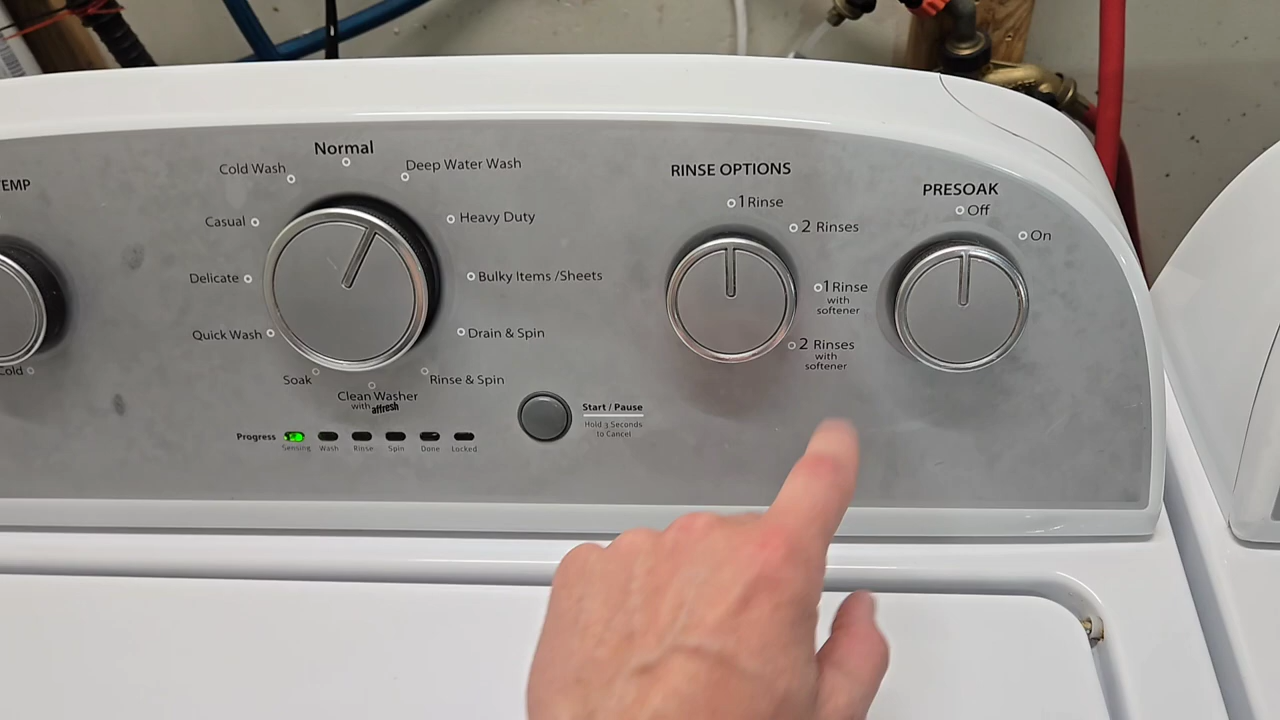 TEMP
Cold
Normal
Cold Wash
Deep Water Wash
Casual
Heavy Duty
Delicate
Bulky Items /Sheets
Quick Wash
Drain & Spin
Soak
Rinse & Spin
Clean Washer
with affresh
Progress
Sensing
Wash
Rinse
Spin
Done
Locked
Start / Pause
Hold 3 Seconds
to Cancel
RINSE OPTIONS
1 Rinse
2 Rinses
1 Rinse
with
softener
2 Rinses
with
softener
PRESOAK
Off
On